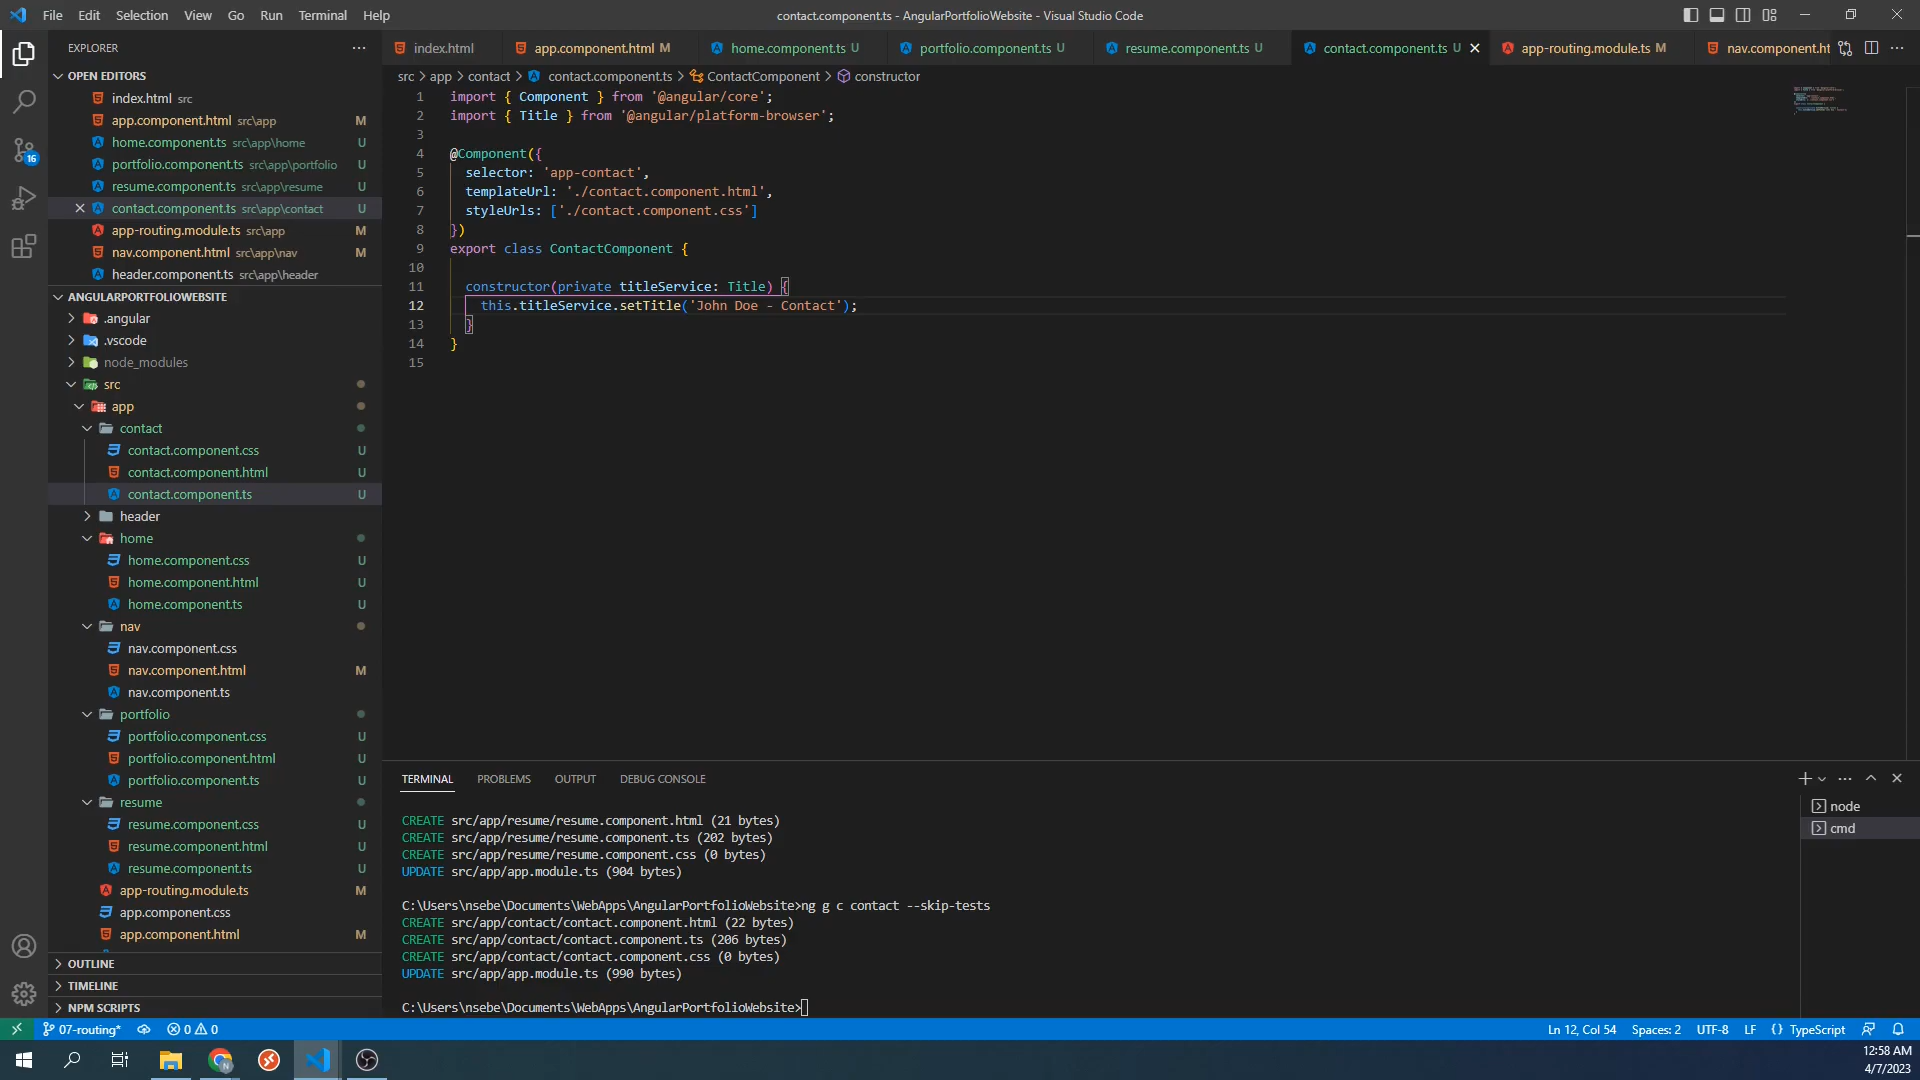 File Edit Selection View Go Run Terminal Help
contact.component.ts - AngularPortfolioWebsite - Visual Studio Code
EXPLORER
OPEN EDITORS
index.html src
app.component.html src\app M
home.component.ts src\app\home U
portfolio.component.ts src\app\portfolio U
resume.component.ts src\app\resume U
contact.component.ts src\app\contact U
app-routing.module.ts src\app M
nav.component.html src\app\nav M
header.component.ts src\app\header
ANGULARPORTFOLIOWEBSITE
.angular
.vscode
node_modules
src
app
contact
contact.component.css U
contact.component.html U
contact.component.ts U
header
home
home.component.css U
home.component.html U
home.component.ts U
nav
nav.component.css
nav.component.html M
nav.component.ts
portfolio
portfolio.component.css U
portfolio.component.html U
portfolio.component.ts U
resume
resume.component.css U
resume.component.html U
resume.component.ts U
app-routing.module.ts M
app.component.css
app.component.html M
OUTLINE
TIMELINE
NPM SCRIPTS
16
index.html
app.component.html M
home.component.ts U
portfolio.component.ts U
resume.component.ts U
contact.component.ts U
app-routing.module.ts M
nav.component.ht
src > app > contact > contact.component.ts > ContactComponent > constructor
1 import { Component } from '@angular/core';
2 import { Title } from '@angular/platform-browser';
3
4 @Component({
5 selector: 'app-contact',
6 templateUrl: './contact.component.html',
7 styleUrls: ['./contact.component.css']
8 })
9 export class ContactComponent {
10
11 constructor(private titleService: Title) {
12 this.titleService.setTitle('John Doe - Contact');
13 }
14 }
15
TERMINAL PROBLEMS OUTPUT DEBUG CONSOLE
CREATE src/app/resume/resume.component.html (21 bytes)
CREATE src/app/resume/resume.component.ts (202 bytes)
CREATE src/app/resume/resume.component.css (0 bytes)
UPDATE src/app/app.module.ts (904 bytes)
C:\Users\nsebe\Documents\WebApps\AngularPortfolioWebsite>ng g c contact --skip-tests
CREATE src/app/contact/contact.component.html (22 bytes)
CREATE src/app/contact/contact.component.ts (206 bytes)
CREATE src/app/contact/contact.component.css (0 bytes)
UPDATE src/app/app.module.ts (990 bytes)
C:\Users\nsebe\Documents\WebApps\AngularPortfolioWebsite>
node
cmd
07-routing* 0 0
Ln 12, Col 54 Spaces: 2 UTF-8 LF {} TypeScript
12:58 AM
4/7/2023